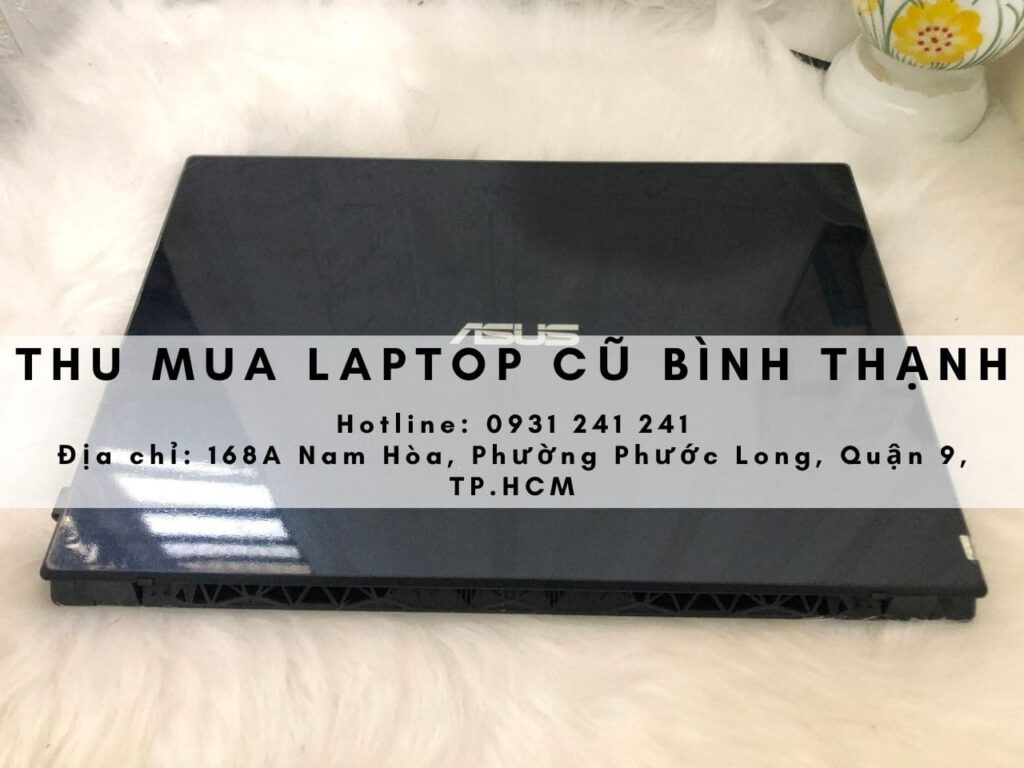 ASUS
THU MUA LAPTOP CŨ BÌNH THẠNH
Hotline: 0931 241 241
Địa chỉ: 168A Nam Hòa, Phường Phước Long, Quận 9,
TP.HCM